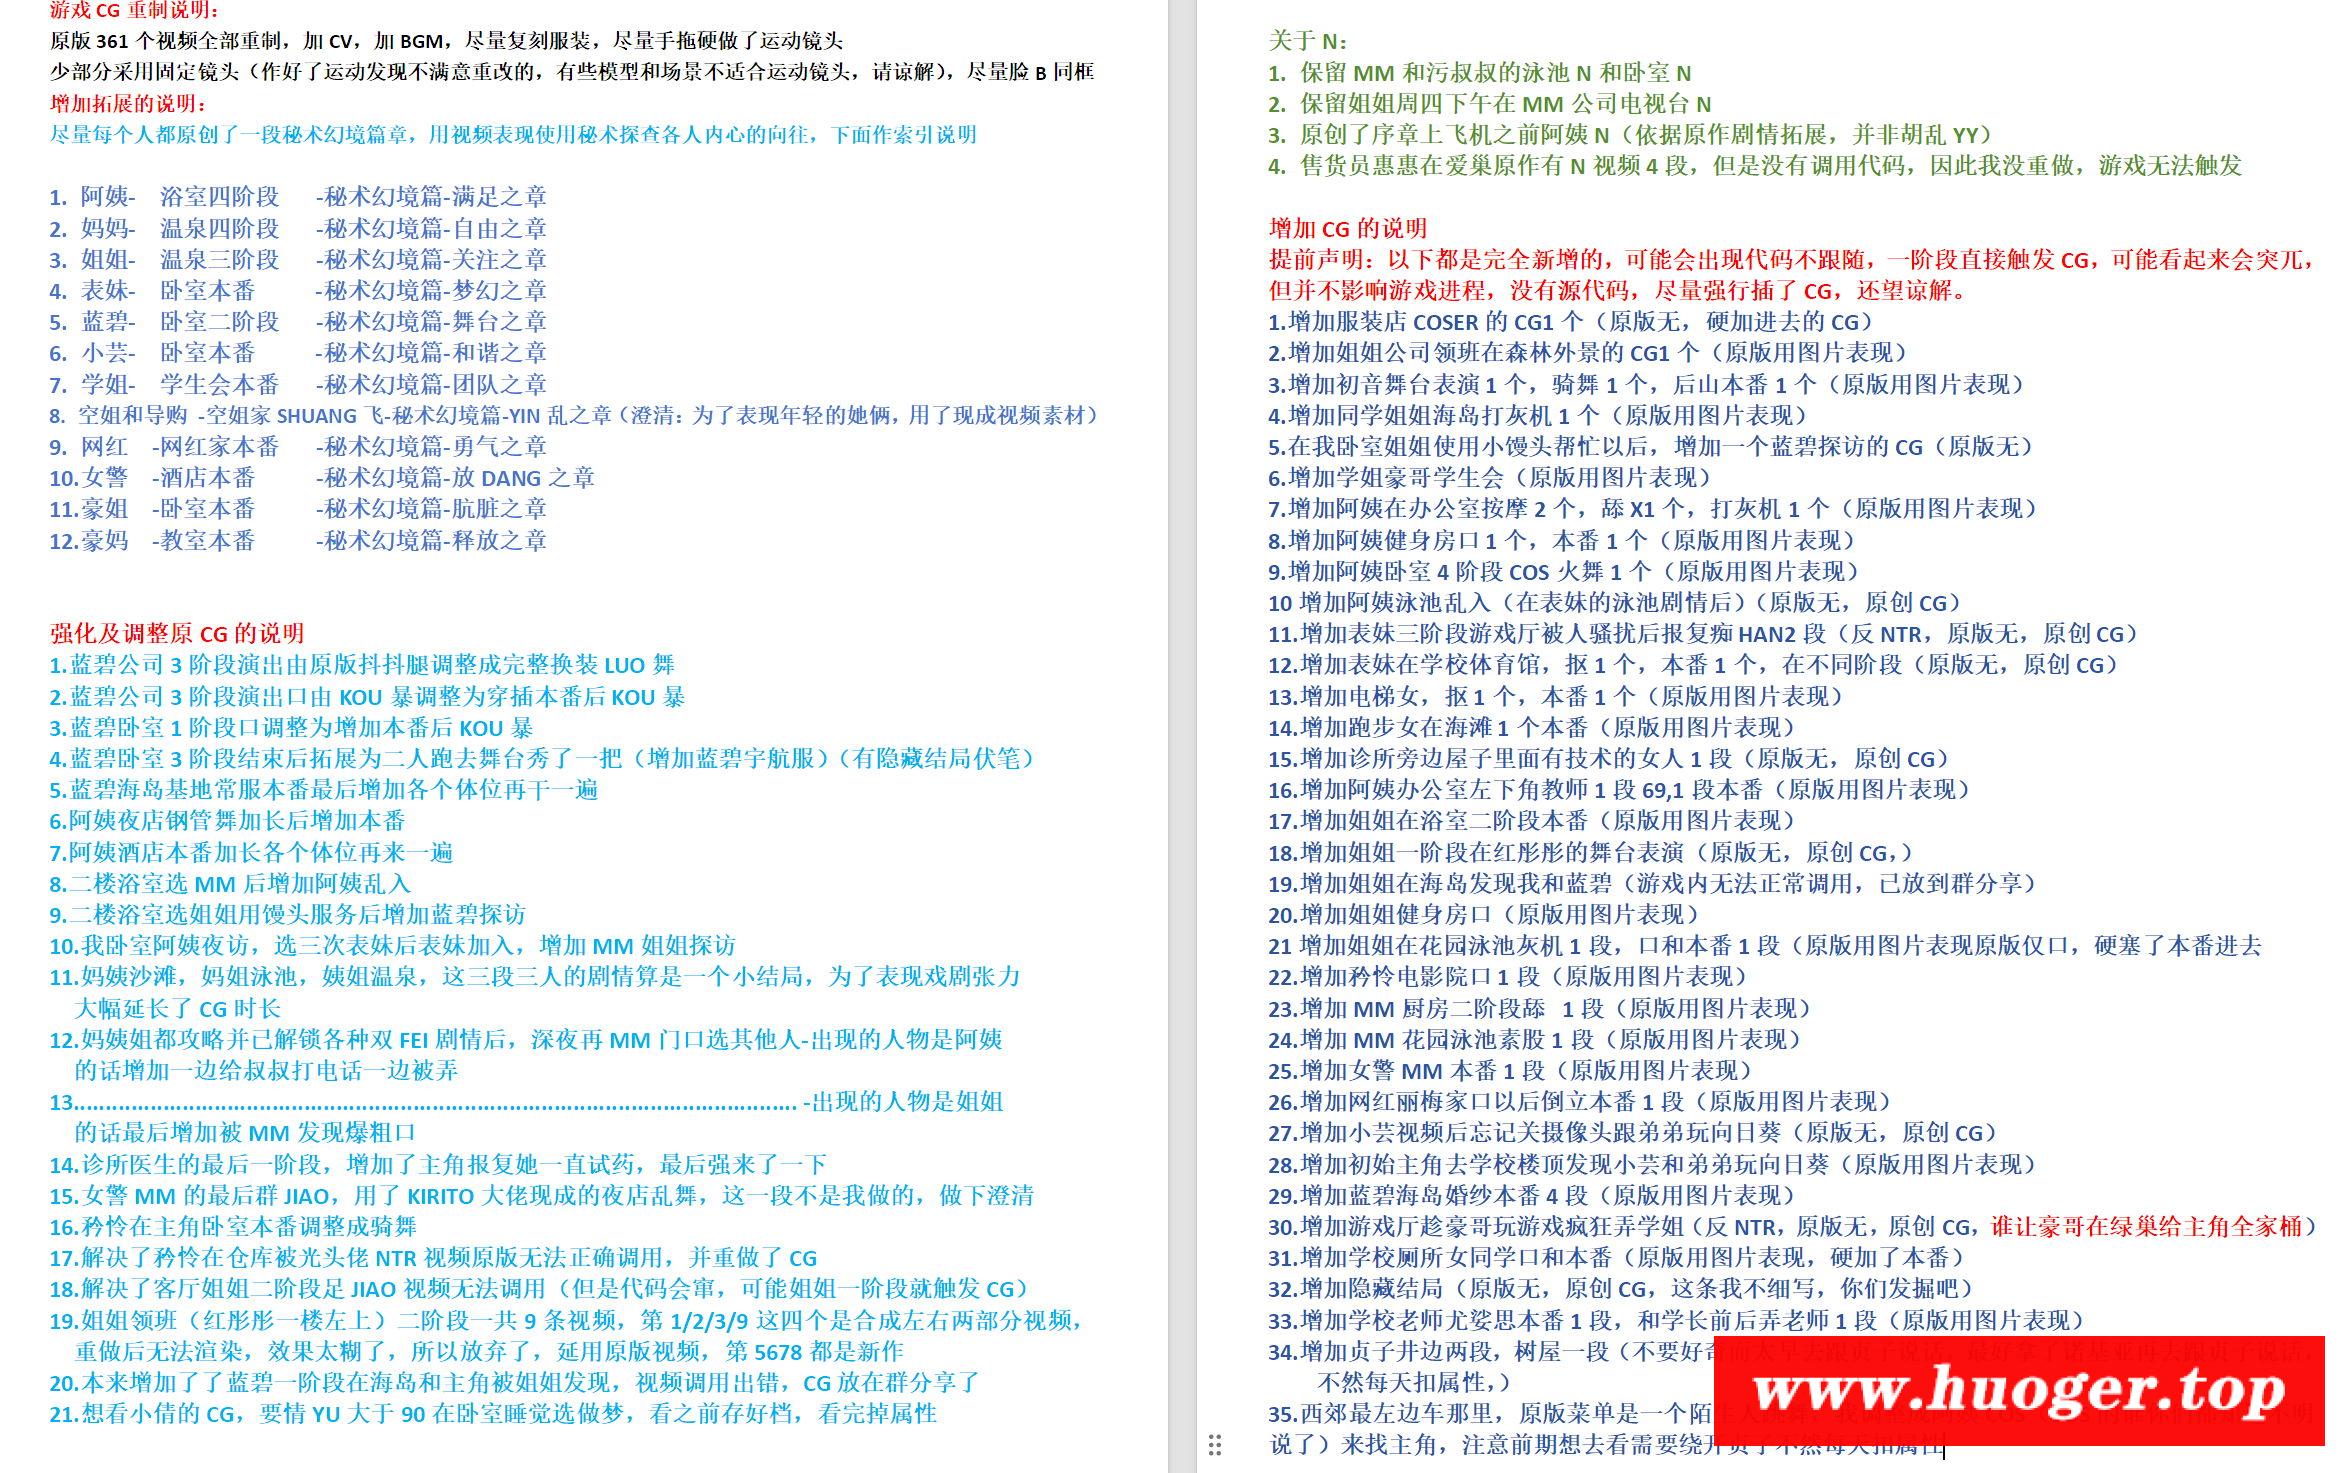 游戏 CG 重制说明：
原版 361 个视频全部重制，加 CV，加 BGM，尽量复刻服装，尽量手拖硬做了运动镜头
少部分采用固定镜头（作好了运动发现不满意重改的，有些模型和场景不适合运动镜头，请谅解），尽量脸 B 同框
增加拓展的说明：
尽量每个人都原创了一段秘术幻境篇章，用视频表现使用秘术探查各人内心的向往，下面作索引说明
1. 阿姨- 浴室四阶段 -秘术幻境篇-满足之章
2. 妈妈- 温泉四阶段 -秘术幻境篇-自由之章
3. 姐姐- 温泉三阶段 -秘术幻境篇-关注之章
4. 表妹- 卧室本番 -秘术幻境篇-梦幻之章
5. 蓝碧- 卧室二阶段 -秘术幻境篇-舞台之章
6. 小芸- 卧室本番 -秘术幻境篇-和谐之章
7. 学姐- 学生会本番 -秘术幻境篇-团队之章
8. 空姐和导购 -空姐家 SHUANG 飞-秘术幻境篇-YIN 乱之章（澄清：为了表现年轻的她俩，用了现成视频素材）
9. 网红 -网红家本番 -秘术幻境篇-勇气之章
10.女警 -酒店本番 -秘术幻境篇-放 DANG 之章
11.豪姐 -卧室本番 -秘术幻境篇-肮脏之章
12.豪妈 -教室本番 -秘术幻境篇-释放之章
强化及调整原 CG 的说明
1.蓝碧公司 3 阶段演出由原版抖抖腿调整成完整换装 LUO 舞
2.蓝碧公司 3 阶段演出口由 KOU 暴调整为穿插本番后 KOU 暴
3.蓝碧卧室 1 阶段口调整为增加本番后 KOU 暴
4.蓝碧卧室 3 阶段结束后拓展为二人跑去舞台秀了一把（增加蓝碧宇航服）（有隐藏结局伏笔）
5.蓝碧海岛基地常服本番最后增加各个体位再干一遍
6.阿姨夜店钢管舞加长后增加本番
7.阿姨酒店本番加长各个体位再来一遍
8.二楼浴室选 MM 后增加阿姨乱入
9.二楼浴室选姐姐用馒头服务后增加蓝碧探访
10.我卧室阿姨夜访，选三次表妹后表妹加入，增加 MM 姐姐探访
11.妈姨沙滩，妈姐泳池，姨姐温泉，这三段三人的剧情算是一个小结局，为了表现戏剧张力
大幅延长了 CG 时长
12.妈姨姐都攻略并已解锁各种双 FEI 剧情后，深夜再 MM 门口选其他人-出现的人物是阿姨
的话增加一边给叔叔打电话一边被弄
13.................................................................................................. -出现的人物是姐姐
的话最后增加被 MM 发现爆粗口
14.诊所医生的最后一阶段，增加了主角报复她一直试药，最后强来了一下
15.女警 MM 的最后群 JIAO，用了 KIRITO 大佬现成的夜店乱舞，这一段不是我做的，做下澄清
16.矜怜在主角卧室本番调整成骑舞
17.解决了矜怜在仓库被光头佬 NTR 视频原版无法正确调用，并重做了 CG
18.解决了客厅姐姐二阶段足 JIAO 视频无法调用（但是代码会窜，可能姐姐一阶段就触发 CG）
19.姐姐领班（红彤彤一楼左上）二阶段一共 9 条视频，第 1/2/3/9 这四个是合成左右两部分视频，
重做后无法渲染，效果太糊了，所以放弃了，延用原版视频，第 5678 都是新作
20.本来增加了了蓝碧一阶段在海岛和主角被姐姐发现，视频调用出错，CG 放在群分享了
21.想看小倩的 CG，要情 YU 大于 90 在卧室睡觉选做梦，看之前存好档，看完掉属性
关于 N：
1. 保留 MM 和污叔叔的泳池 N 和卧室 N
2. 保留姐姐周四下午在 MM 公司电视台 N
3. 原创了序章上飞机之前阿姨 N（依据原作剧情拓展，并非胡乱 YY）
4. 售货员惠惠在爱巢原作有 N 视频 4 段，但是没有调用代码，因此我没重做，游戏无法触发
增加 CG 的说明
提前声明：以下都是完全新增的，可能会出现代码不跟随，一阶段直接触发 CG，可能看起来会突兀，
但并不影响游戏进程，没有源代码，尽量强行插了 CG，还望谅解。
1.增加服装店 COSER 的 CG1 个（原版无，硬加进去的 CG）
2.增加姐姐公司领班在森林外景的 CG1 个（原版用图片表现）
3.增加初音舞台表演 1 个，骑舞 1 个，后山本番 1 个（原版用图片表现）
4.增加同学姐姐海岛打灰机 1 个（原版用图片表现）
5.在我卧室姐姐使用小馒头帮忙以后，增加一个蓝碧探访的 CG（原版无）
6.增加学姐豪哥学生会（原版用图片表现）
7.增加阿姨在办公室按摩 2 个，舔 X1 个，打灰机 1 个（原版用图片表现）
8.增加阿姨健身房口 1 个，本番 1 个（原版用图片表现）
9.增加阿姨卧室 4 阶段 COS 火舞 1 个（原版用图片表现）
10 增加阿姨泳池乱入（在表妹的泳池剧情后）（原版无，原创 CG）
11.增加表妹三阶段游戏厅被人骚扰后报复痴 HAN2 段（反 NTR，原版无，原创 CG）
12.增加表妹在学校体育馆，抠 1 个，本番 1 个，在不同阶段（原版无，原创 CG）
13.增加电梯女，抠 1 个，本番 1 个（原版用图片表现）
14.增加跑步女在海滩 1 个本番（原版用图片表现）
15.增加诊所旁边屋子里面有技术的女人 1 段（原版无，原创 CG）
16.增加阿姨办公室左下角教师 1 段 69,1 段本番（原版用图片表现）
17.增加姐姐在浴室二阶段本番（原版用图片表现）
18.增加姐姐一阶段在红彤彤的舞台表演（原版无，原创 CG，）
19.增加姐姐在海岛发现我和蓝碧（游戏内无法正常调用，已放到群分享）
20.增加姐姐健身房口（原版用图片表现）
21 增加姐姐在花园泳池灰机 1 段，口和本番 1 段（原版用图片表现原版仅口，硬塞了本番进去
22.增加矜怜电影院口 1 段（原版用图片表现）
23.增加 MM 厨房二阶段舔 1 段（原版用图片表现）
24.增加 MM 花园泳池素股 1 段（原版用图片表现）
25.增加女警 MM 本番 1 段（原版用图片表现）
26.增加网红丽梅家口以后倒立本番 1 段（原版用图片表现）
27.增加小芸视频后忘记关摄像头跟弟弟玩向日葵（原版无，原创 CG）
28.增加初始主角去学校楼顶发现小芸和弟弟玩向日葵（原版用图片表现）
29.增加蓝碧海岛婚纱本番 4 段（原版用图片表现）
30.增加游戏厅趁豪哥玩游戏疯狂弄学姐（反 NTR，原版无，原创 CG，谁让豪哥在绿巢给主角全家桶）
31.增加学校厕所女同学口和本番（原版用图片表现，硬加了本番）
32.增加隐藏结局（原版无，原创 CG，这条我不细写，你们发掘吧）
33.增加学校老师尤娑思本番 1 段，和学长前后弄老师 1 段（原版用图片表现）
34.增加贞子井边两段，树屋一段（不要好
不然每天扣属性，）
35.西郊最左边车那里，原版菜单是一个陌
说了）来找主角，注意前期想去看需要绕开
www.huoger.top